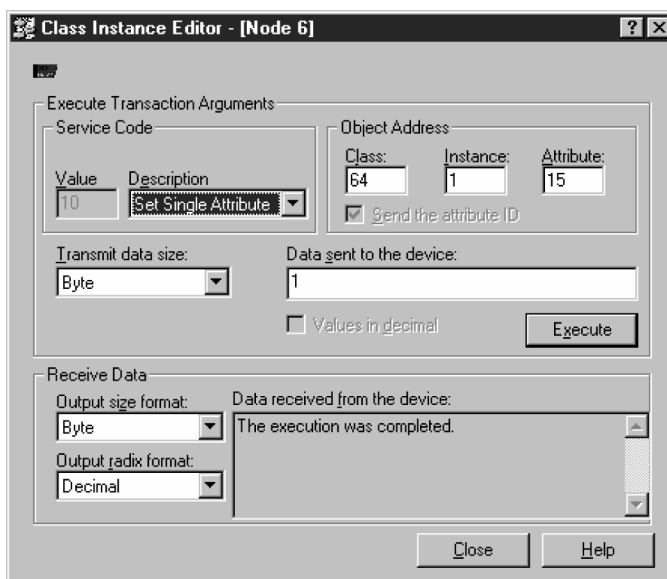 Class Instance Editor - [Node 6]
Execute Transaction Arguments
Service Code
Object Address
Value
Description
10
Set Single Attribute
Class:
Instance:
Attribute:
64
1
15
Send the attribute ID
Transmit data size:
Data sent to the device:
Byte
1
Values in decimal
Execute
Receive Data
Output size format:
Data received from the device:
Byte
The execution was completed.
Output radix format:
Decimal
Close
Help